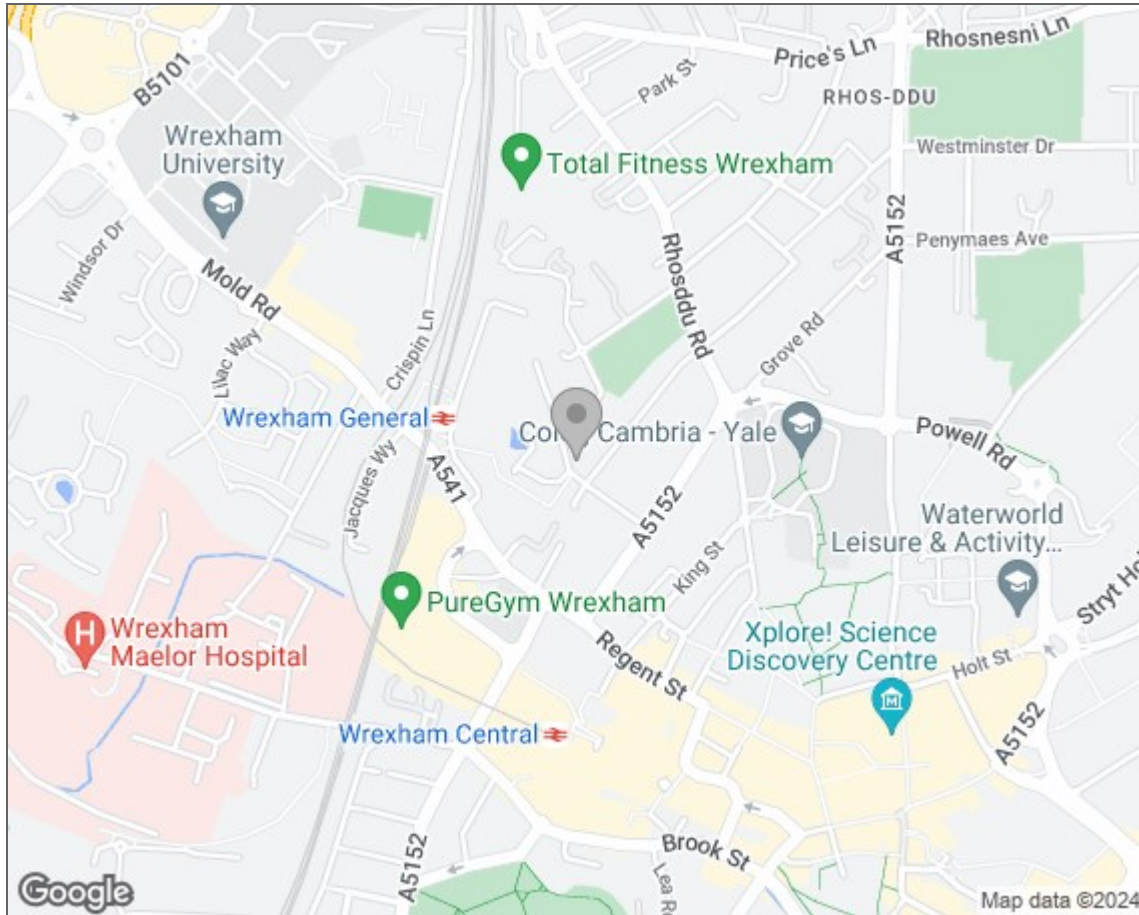 Price's Ln
Rhosnesni Ln
B5101
Park St
RHOS-DDU
Wrexham
University
Total Fitness Wrexham
Westminster Dr
A5152
Penymaes Ave
Windsor Dr
Mold Rd
Rhosddu Rd
Crispin Ln
Lilac Way
Grove Rd
Wrexham General
Cambria - Yale
Powell Rd
A541
Jacques Wy
A5152
King St
Waterworld
Leisure & Activity...
PureGym Wrexham
Stryt Ho
Wrexham
Maelor Hospital
Regent St
Xplore! Science
Discovery Centre
Holt St
Wrexham Central
A5152
A5152
Brook St
Lea
Google
Map data ©2024